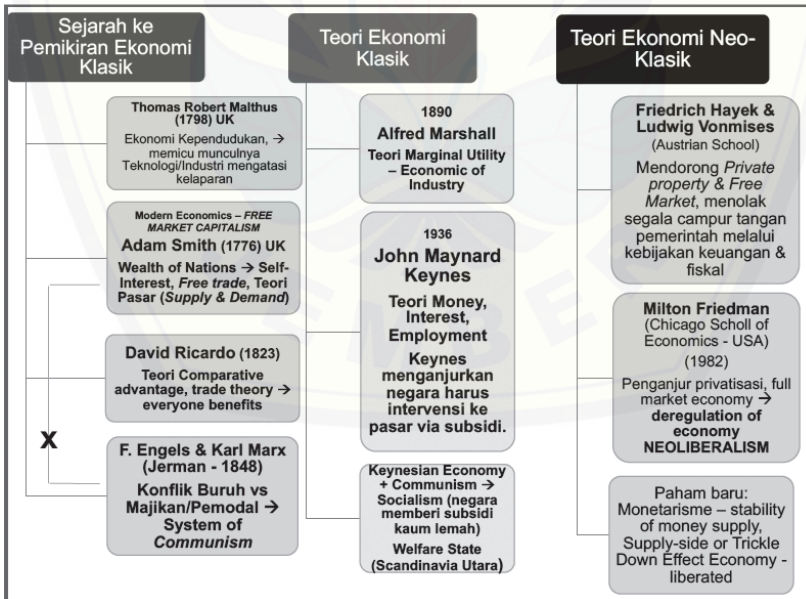 Sejarah ke
Pemikiran Ekonomi
Klasik
Thomas Robert Malthus
(1798) UK
Ekonomi Kependudukan, →
memicu munculnya
Teknologi/Industri mengatasi
kelaparan
Modern Economics – FREE
MARKET CAPITALISM
Adam Smith (1776) UK
Wealth of Nations → Self-
Interest, Free trade, Teori
Pasar (Supply & Demand)
David Ricardo (1823)
Teori Comparative
advantage, trade theory →
everyone benefits
X
F. Engels & Karl Marx
(Jerman - 1848)
Konflik Buruh vs
Majikan/Pemodal →
System of
Communism
Teori Ekonomi
Klasik
1890
Alfred Marshall
Teori Marginal Utility
– Economic of
Industry
1936
John Maynard
Keynes
Teori Money,
Interest,
Employment
Keynes
menganjurkan
negara harus
intervensi ke
pasar via subsidi.
Keynesian Economy
+ Communism →
Socialism (negara
memberi subsidi
kaum lemah)
Welfare State
(Scandinavia Utara)
Teori Ekonomi Neo-
Klasik
Friedrich Hayek &
Ludwig Vonmises
(Austrian School)
Mendorong Private
property & Free
Market, menolak
segala campur tangan
pemerintah melalui
kebijakan keuangan &
fiskal
Milton Friedman
(Chicago Scholl of
Economics - USA)
(1982)
Penganjur privatisasi, full
market economy →
deregulation of
economy
NEOLIBERALISM
Paham baru:
Monetarisme – stability
of money supply,
Supply-side or Trickle
Down Effect Economy -
liberated